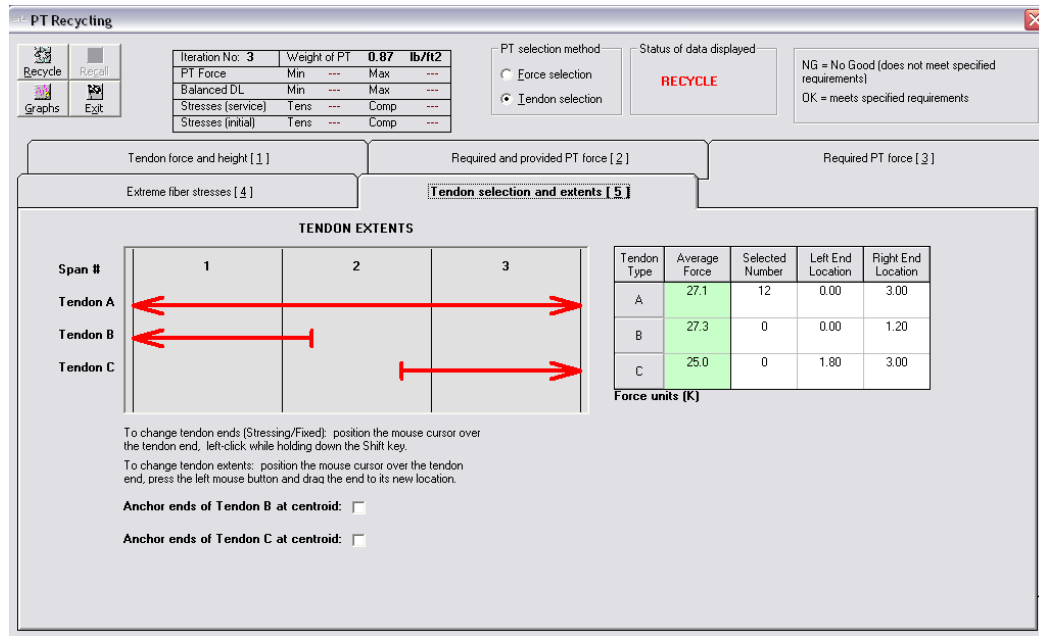 PT Recycling
Recycle Recall
Graphs Exit
Iteration No: 3 Weight of PT 0.87 lb/ft2
PT Force Min --- Max ---
Balanced DL Min --- Max ---
Stresses (service) Tens --- Comp ---
Stresses (initial) Tens --- Comp ---
PT selection method
Force selection
Tendon selection
Status of data displayed
RECYCLE
NG = No Good (does not meet specified
requirements)
OK = meets specified requirements
Tendon force and height [ 1 ]
Required and provided PT force [ 2 ]
Required PT force [ 3 ]
Extreme fiber stresses [ 4 ]
Tendon selection and extents [ 5 ]
TENDON EXTENTS
Span # 1 2 3
Tendon A
Tendon B
Tendon C
Tendon Type Average Force Selected Number Left End Location Right End Location
A 27.1 12 0.00 3.00
B 27.3 0 0.00 1.20
C 25.0 0 1.80 3.00
Force units (K)
To change tendon ends (Stressing/Fixed): position the mouse cursor over
the tendon end, left-click while holding down the Shift key.
To change tendon extents: position the mouse cursor over the tendon
end, press the left mouse button and drag the end to its new location.
Anchor ends of Tendon B at centroid:
Anchor ends of Tendon C at centroid: